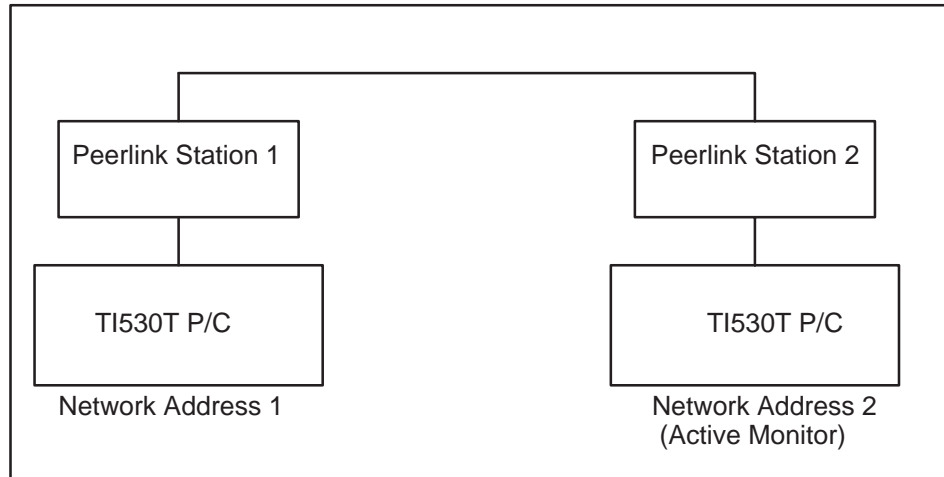 Peerlink Station 1
Peerlink Station 2
TI530T P/C
TI530T P/C
Network Address 1
Network Address 2
(Active Monitor)